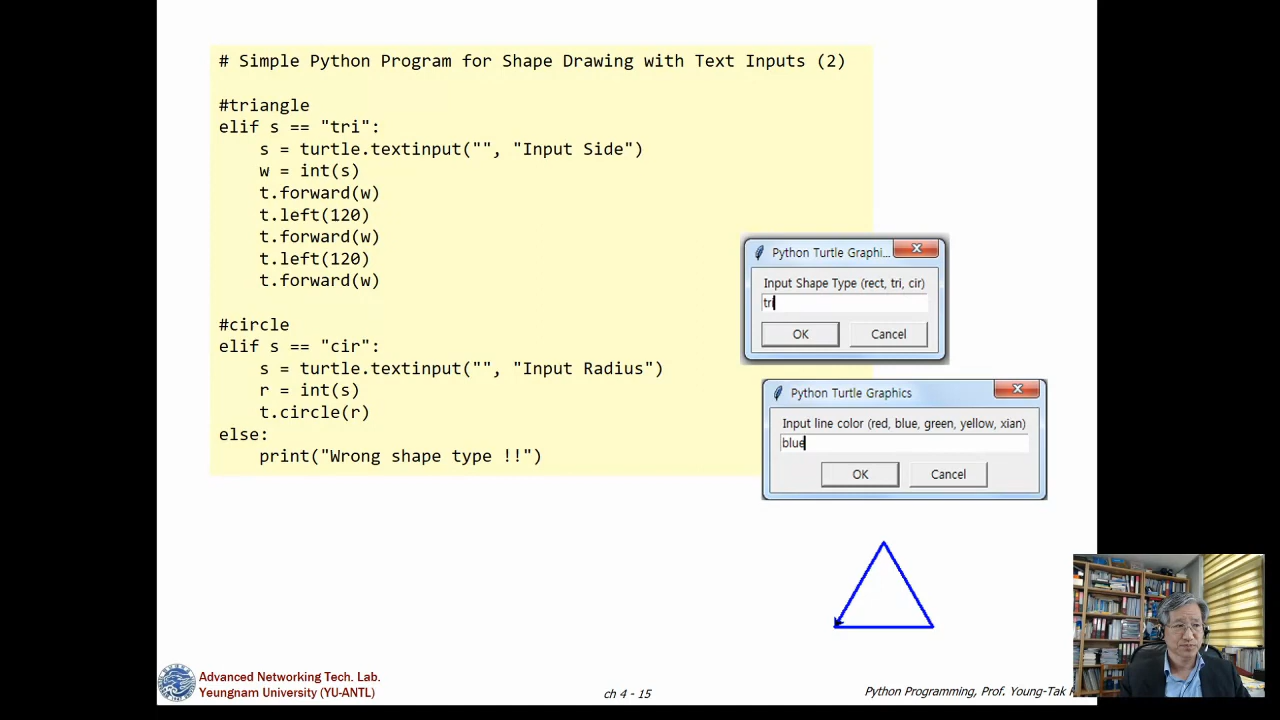 # Simple Python Program for Shape Drawing with Text Inputs (2)
#triangle
elif s == "tri":
    s = turtle.textinput("", "Input Side")
    w = int(s)
    t.forward(w)
    t.left(120)
    t.forward(w)
    t.left(120)
    t.forward(w)
#circle
elif s == "cir":
    s = turtle.textinput("", "Input Radius")
    r = int(s)
    t.circle(r)
else:
    print("Wrong shape type !!")
Python Turtle Graphi...
Input Shape Type (rect, tri, cir)
tri
OK Cancel
Python Turtle Graphics
Input line color (red, blue, green, yellow, xian)
blue
OK Cancel
Advanced Networking Tech. Lab.
Yeungnam University (YU-ANTL)
ch 4 - 15
Python Programming, Prof. Young-Tak